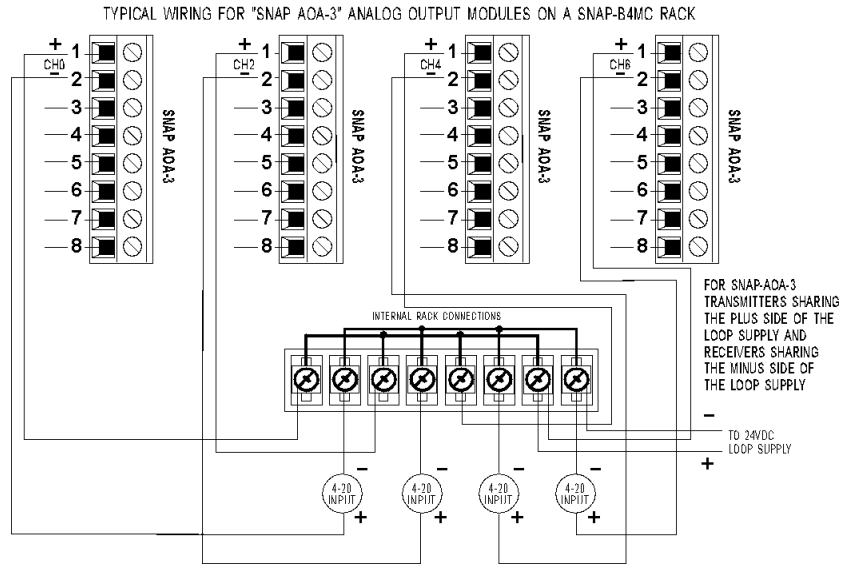 TYPICAL WIRING FOR "SNAP AOA-3" ANALOG OUTPUT MODULES ON A SNAP-B4MC RACK
+ 1
CH0
- 2
3
4
5
6
7
8
SNAP AOA-3
+ 1
CH2
- 2
3
4
5
6
7
8
SNAP AOA-3
+ 1
CH4
- 2
3
4
5
6
7
8
SNAP AOA-3
+ 1
CH6
- 2
3
4
5
6
7
8
SNAP AOA-3
FOR SNAP-AOA-3
TRANSMITTERS SHARING
THE PLUS SIDE OF THE
LOOP SUPPLY AND
RECEIVERS SHARING
THE MINUS SIDE OF
THE LOOP SUPPLY
INTERNAL RACK CONNECTIONS
-
TO 24VDC
LOOP SUPPLY
+
-
4-20
INPUT
+
-
4-20
INPUT
+
-
4-20
INPUT
+
-
4-20
INPUT
+